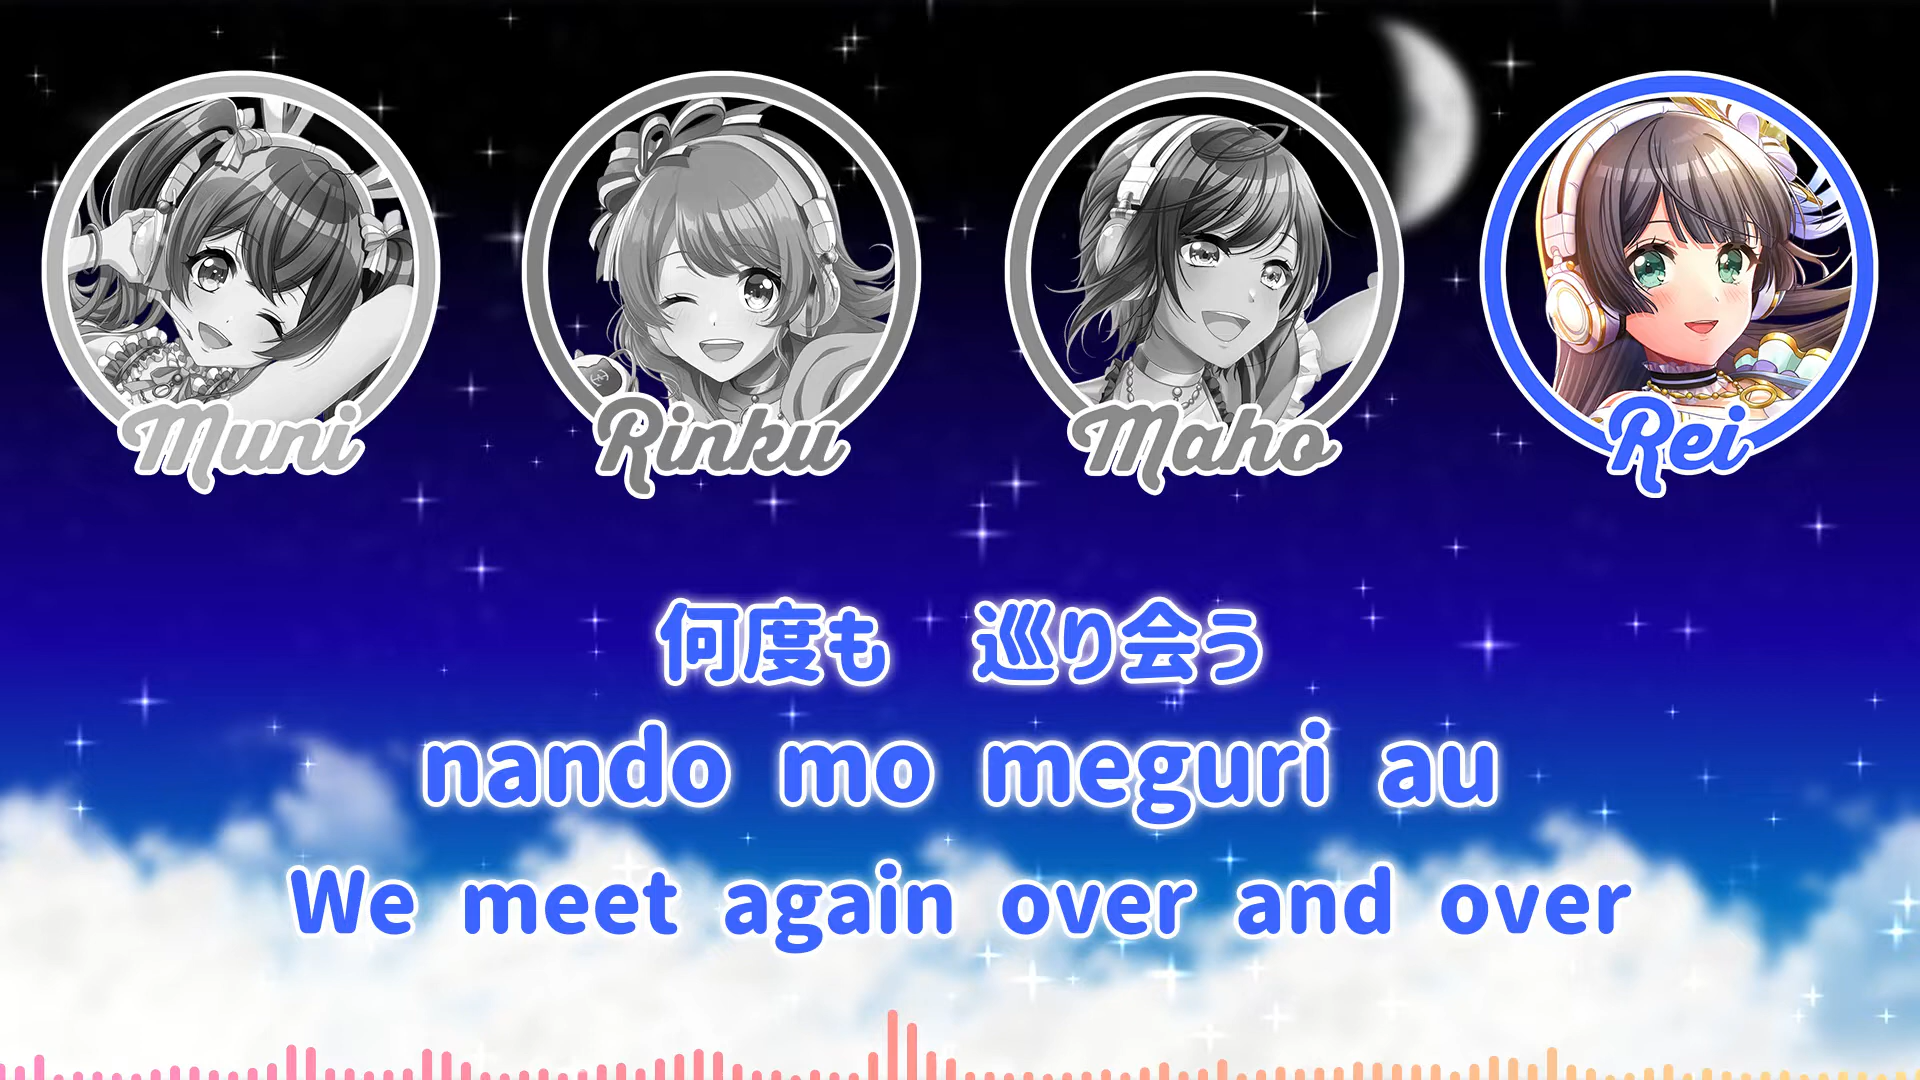 Muni Rinku Maho Rei
何度も　巡り会う
nando mo meguri au
We meet again over and over